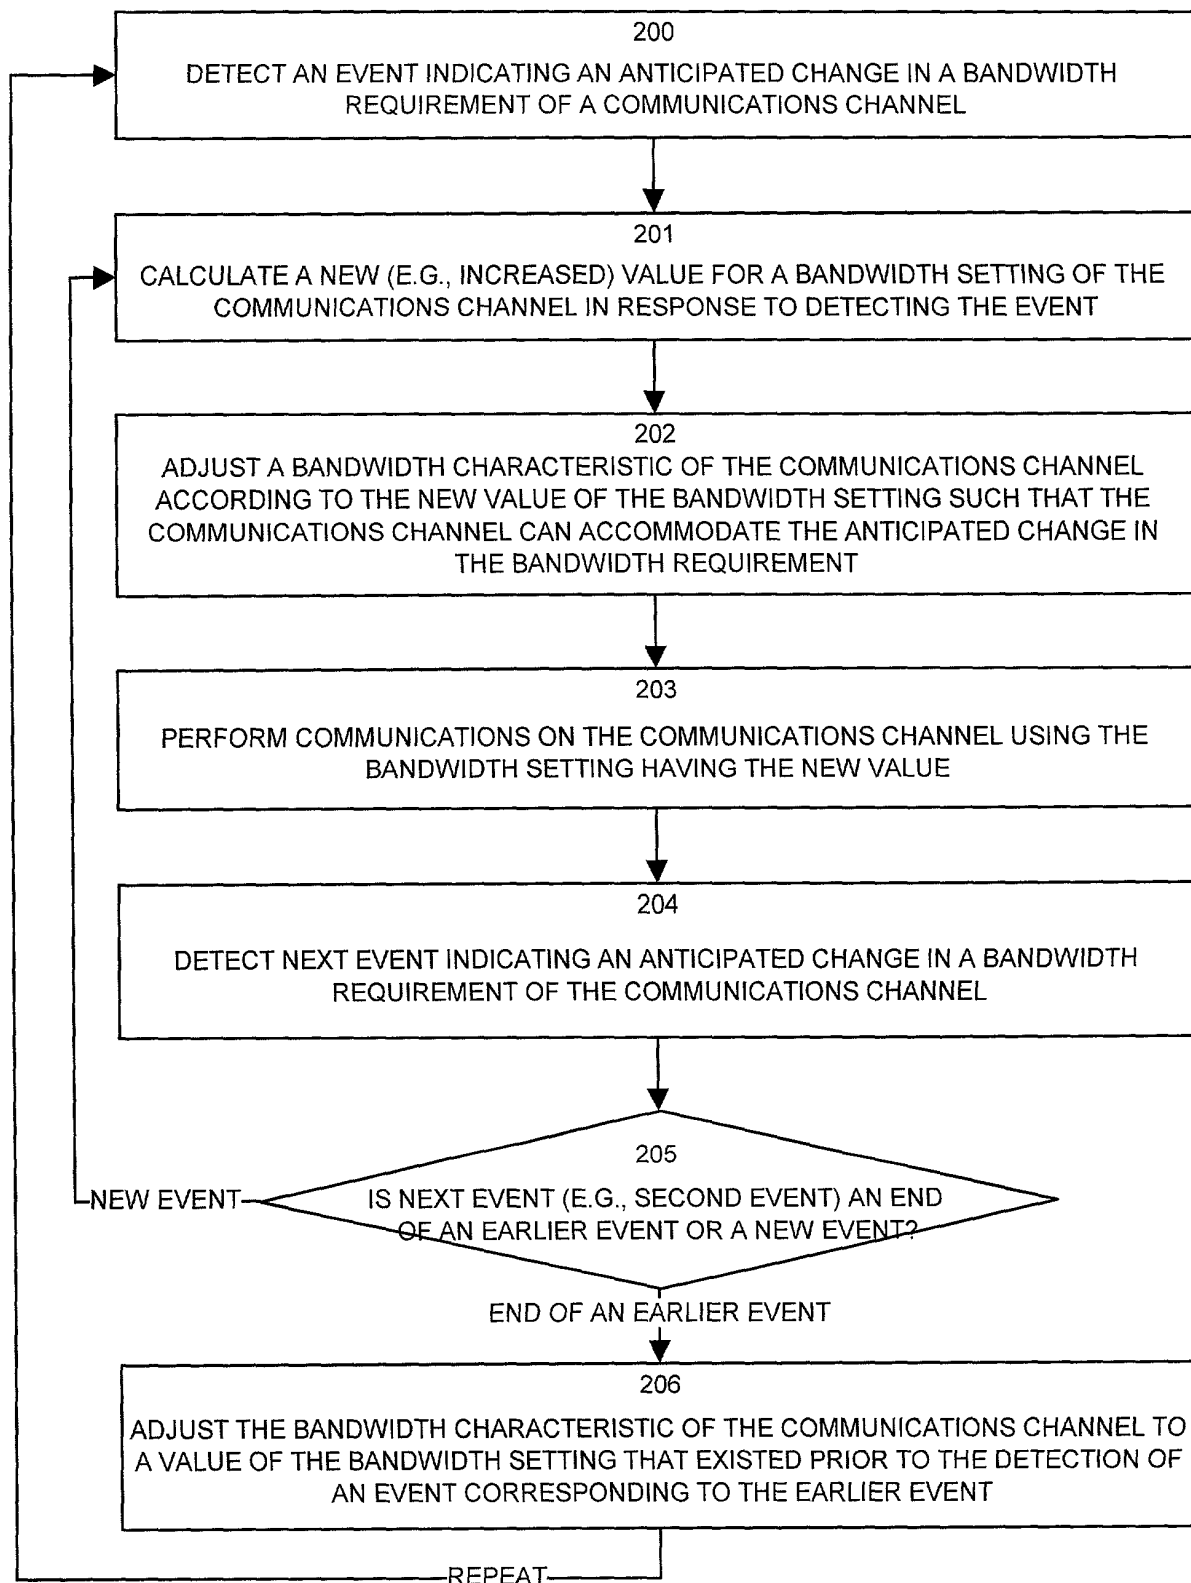 200
DETECT AN EVENT INDICATING AN ANTICIPATED CHANGE IN A BANDWIDTH
REQUIREMENT OF A COMMUNICATIONS CHANNEL
201
CALCULATE A NEW (E.G., INCREASED) VALUE FOR A BANDWIDTH SETTING OF THE
COMMUNICATIONS CHANNEL IN RESPONSE TO DETECTING THE EVENT
202
ADJUST A BANDWIDTH CHARACTERISTIC OF THE COMMUNICATIONS CHANNEL
ACCORDING TO THE NEW VALUE OF THE BANDWIDTH SETTING SUCH THAT THE
COMMUNICATIONS CHANNEL CAN ACCOMMODATE THE ANTICIPATED CHANGE IN
THE BANDWIDTH REQUIREMENT
203
PERFORM COMMUNICATIONS ON THE COMMUNICATIONS CHANNEL USING THE
BANDWIDTH SETTING HAVING THE NEW VALUE
204
DETECT NEXT EVENT INDICATING AN ANTICIPATED CHANGE IN A BANDWIDTH
REQUIREMENT OF THE COMMUNICATIONS CHANNEL
205
IS NEXT EVENT (E.G., SECOND EVENT) AN END
OF AN EARLIER EVENT OR A NEW EVENT?
NEW EVENT
END OF AN EARLIER EVENT
206
ADJUST THE BANDWIDTH CHARACTERISTIC OF THE COMMUNICATIONS CHANNEL TO
A VALUE OF THE BANDWIDTH SETTING THAT EXISTED PRIOR TO THE DETECTION OF
AN EVENT CORRESPONDING TO THE EARLIER EVENT
REPEAT